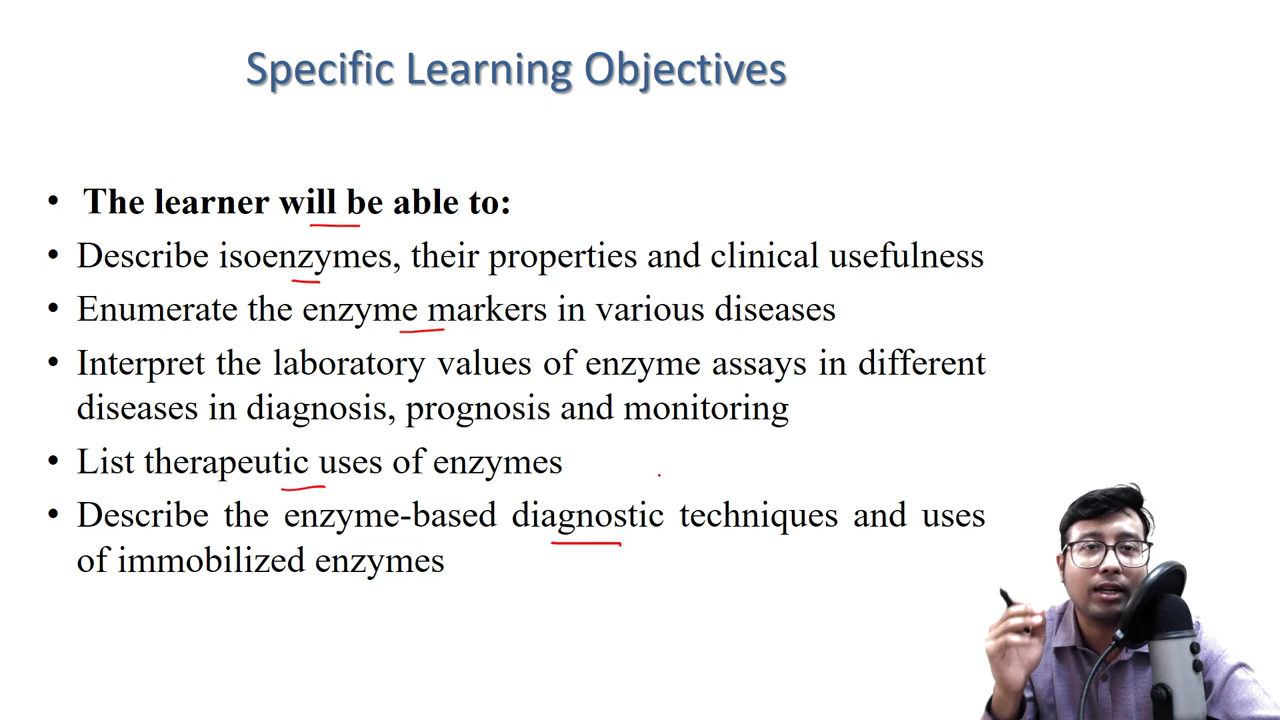 Specific Learning Objectives
• The learner will be able to:
• Describe isoenzymes, their properties and clinical usefulness
• Enumerate the enzyme markers in various diseases
• Interpret the laboratory values of enzyme assays in different
diseases in diagnosis, prognosis and monitoring
• List therapeutic uses of enzymes
• Describe the enzyme-based diagnostic techniques and uses
of immobilized enzymes